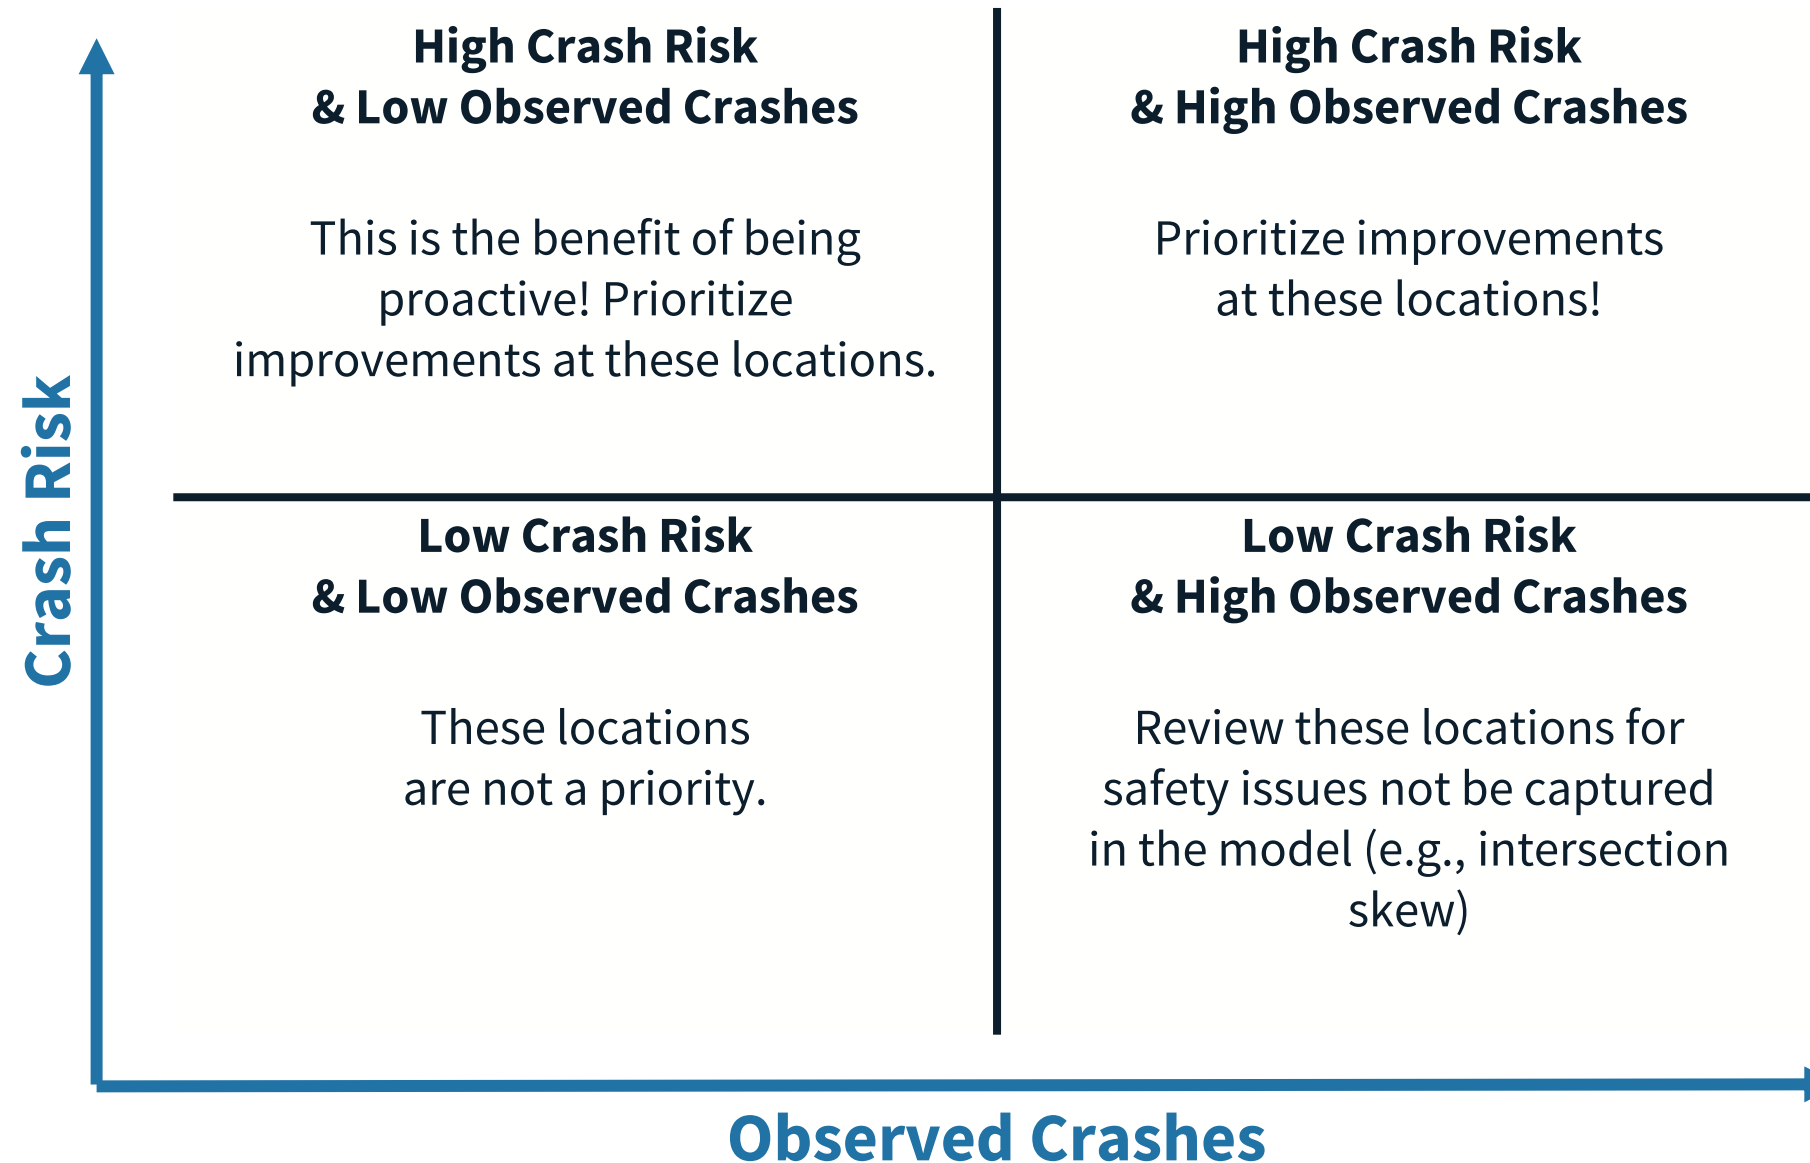 High Crash Risk
& Low Observed Crashes
This is the benefit of being
proactive! Prioritize
improvements at these locations.
High Crash Risk
& High Observed Crashes
Prioritize improvements
at these locations!
Crash Risk
Low Crash Risk
& Low Observed Crashes
These locations
are not a priority.
Low Crash Risk
& High Observed Crashes
Review these locations for
safety issues not be captured
in the model (e.g., intersection
skew)
Observed Crashes